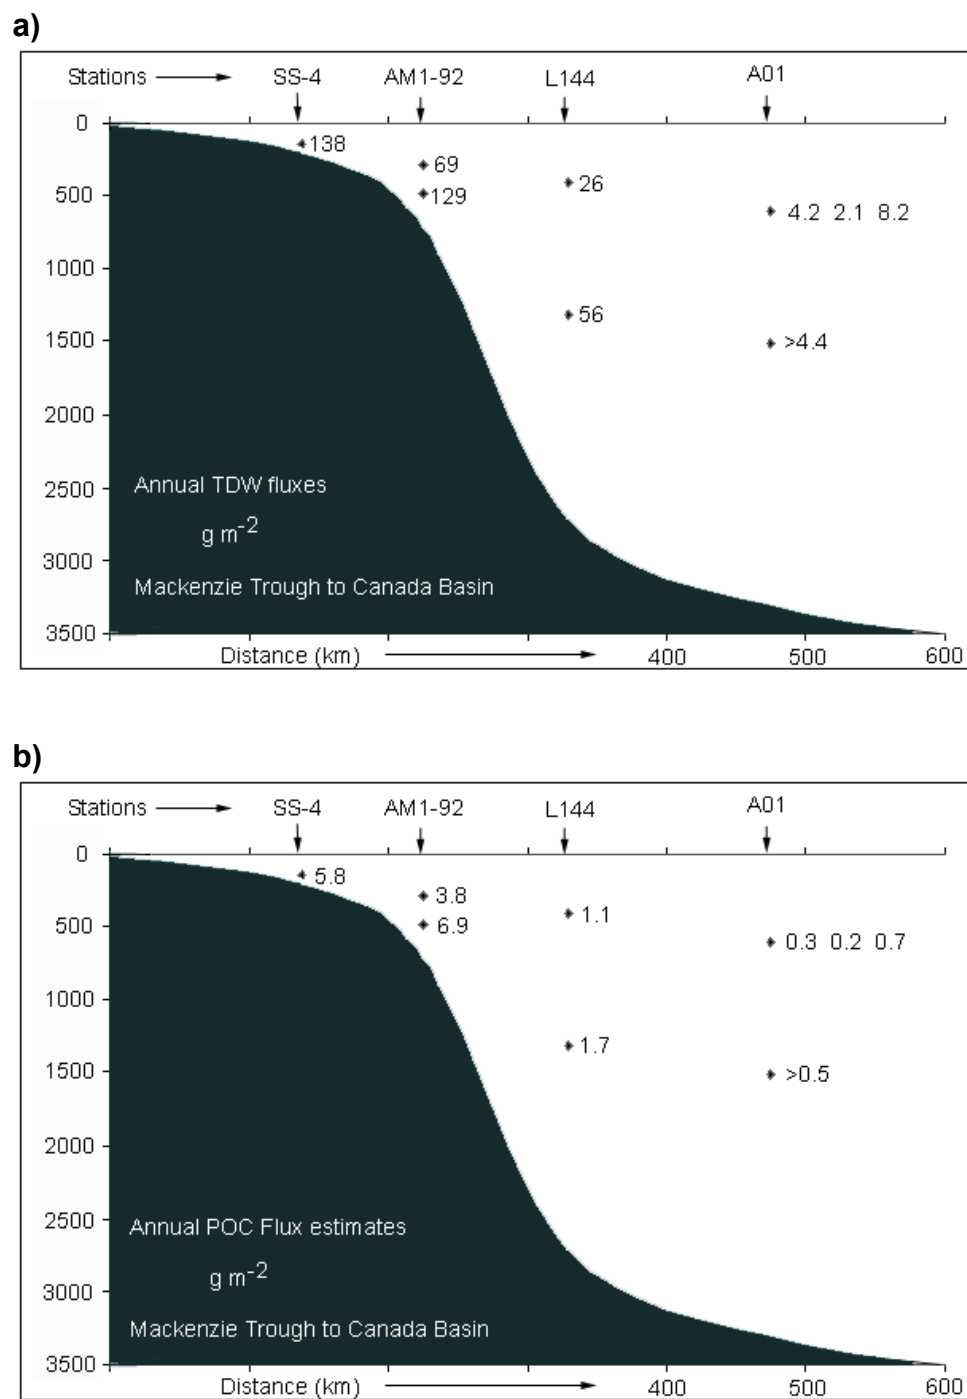 a)
Stations SS-4 AM1-92 L144 A01
0
138
69
500
129
26
4.2 2.1 8.2
1000
1500
56
>4.4
2000
2500
Annual TDW fluxes
g m-2
3000
Mackenzie Trough to Canada Basin
3500
Distance (km) 400 500 600
b)
Stations SS-4 AM1-92 L144 A01
0
5.8
3.8
500
6.9
1.1
0.3 0.2 0.7
1000
1500
1.7
>0.5
2000
2500
Annual POC Flux estimates
g m-2
3000
Mackenzie Trough to Canada Basin
3500
Distance (km) 400 500 600